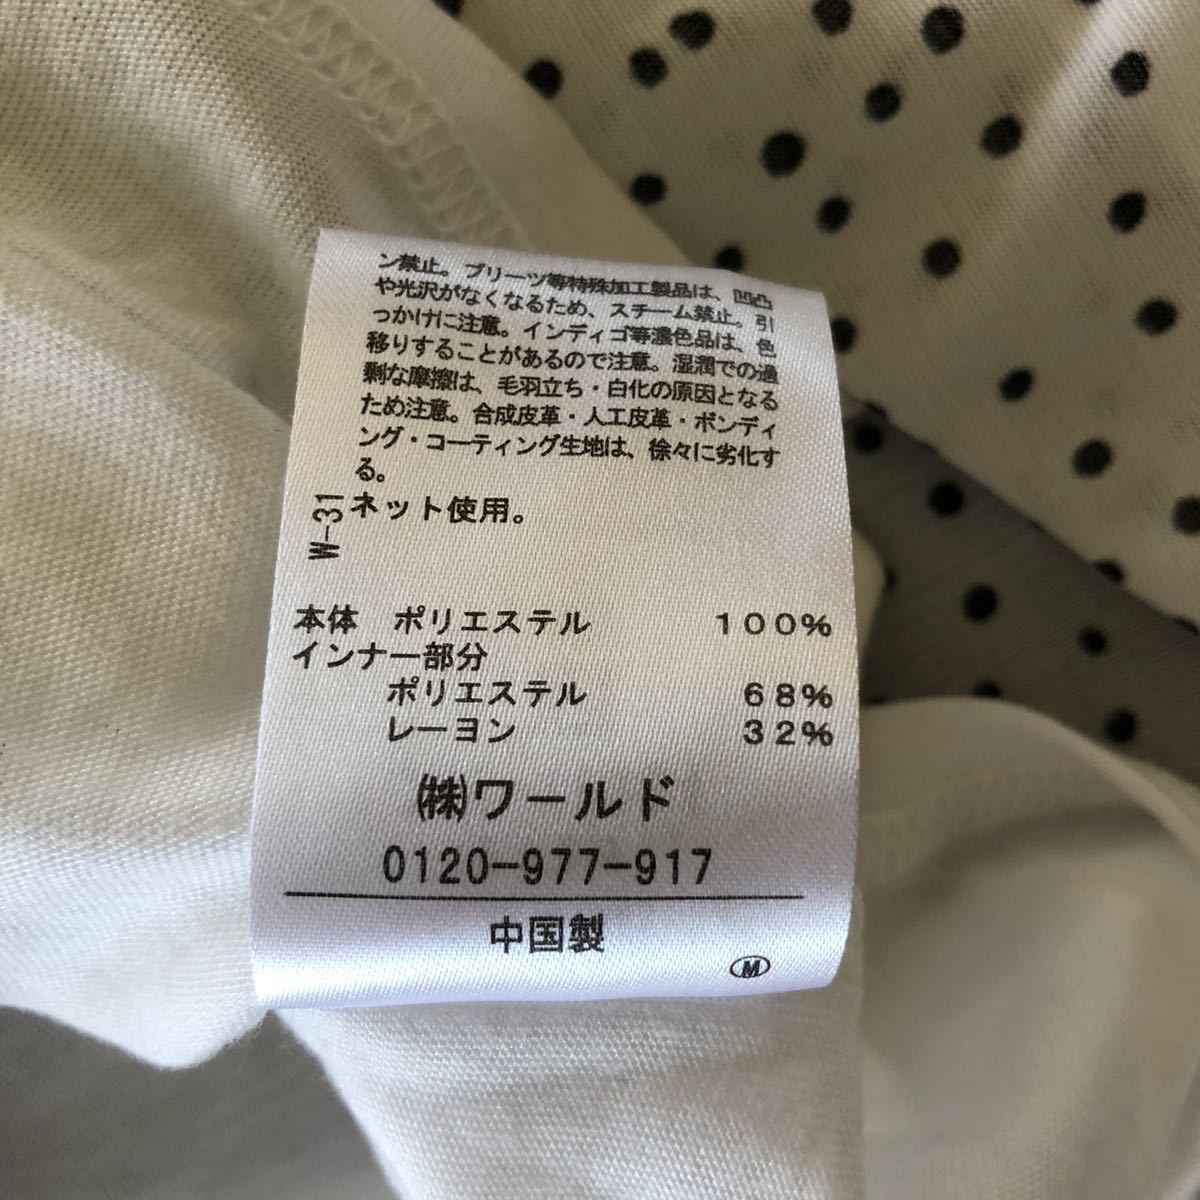 ン禁止。プリーツ等特殊加工製品は、凹凸
や光沢がなくなるため、スチーム禁止。引
っかけに注意。インディゴ等濃色品は、色
移りすることがあるので注意。湿潤での過
剰な摩擦は、毛羽立ち・白化の原因となる
ため注意。合成皮革・人工皮革・ボンディ
ング・コーティング生地は、徐々に劣化す
る。
ネット使用。
W-31
本体 ポリエステル 100%
インナー部分
ポリエステル 68%
レーヨン 32%
㈱ワールド
0120-977-917
中国製
Ⓜ